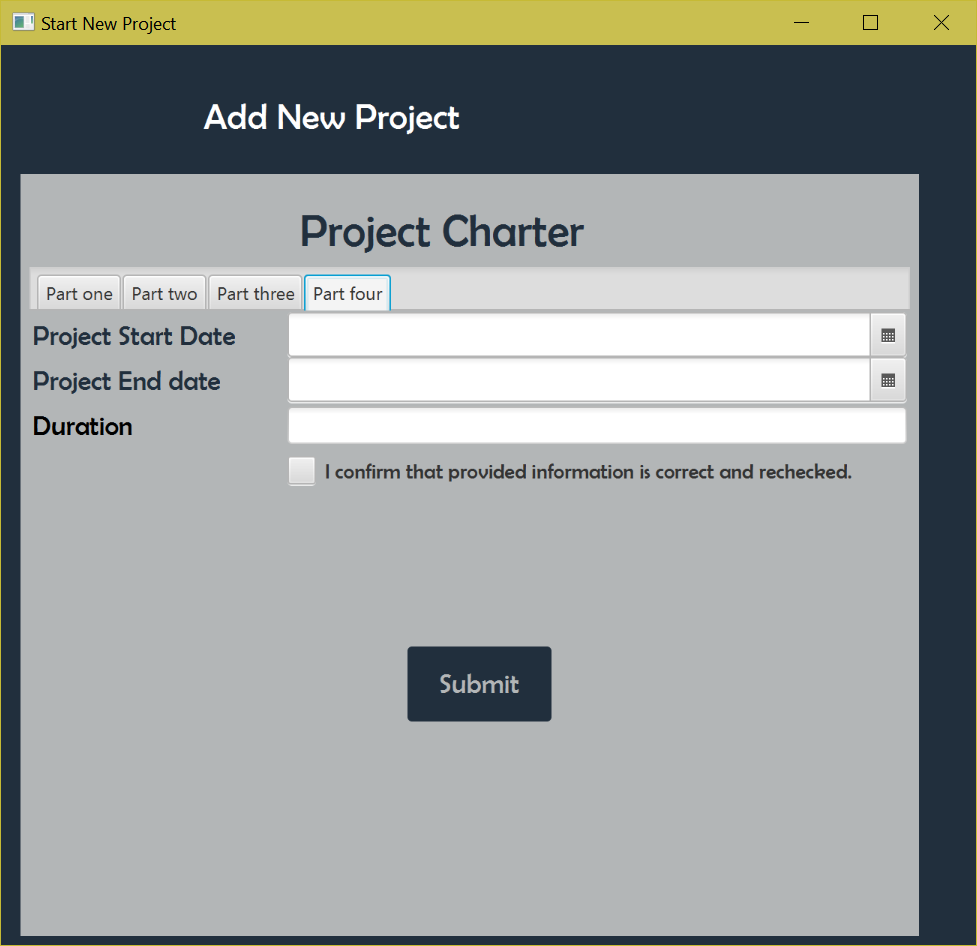 Start New Project
Add New Project
Project Charter
Part one Part two Part three Part four
Project Start Date
Project End date
Duration
I confirm that provided information is correct and rechecked.
Submit